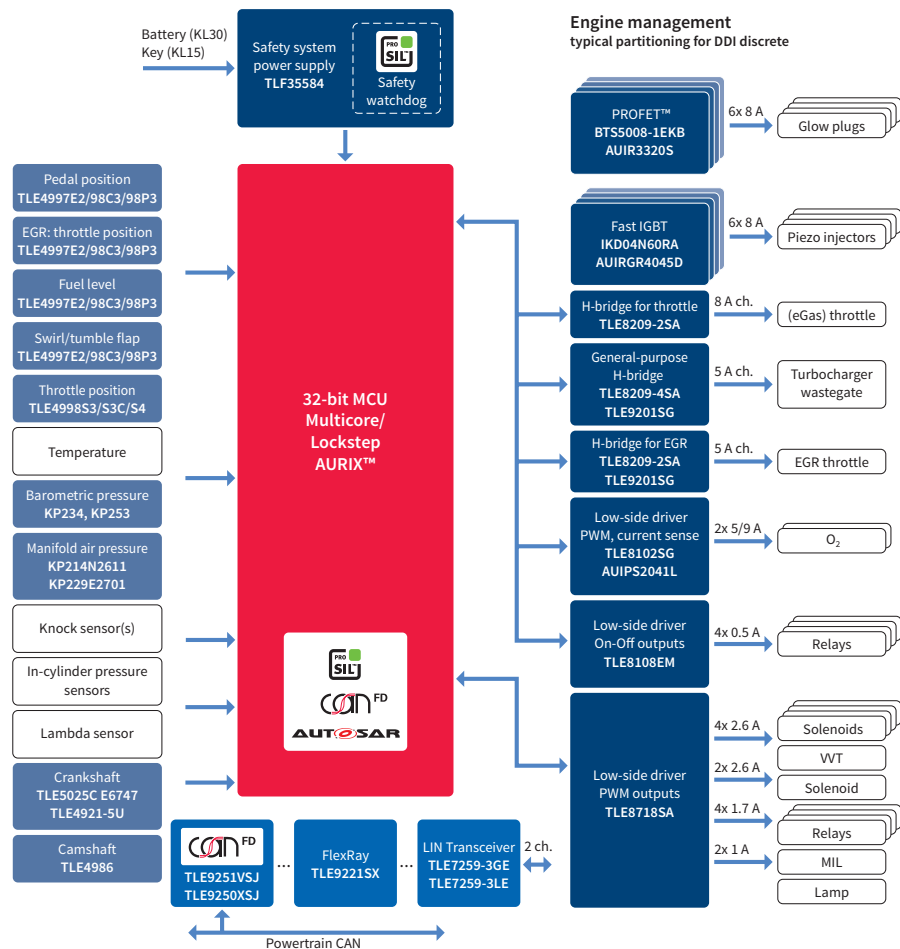 Battery (KL30)
Key (KL15)
Safety system
power supply
TLF35584
PRO
SIL
Safety
watchdog
Engine management
typical partitioning for DDI discrete
Pedal position
TLE4997E2/98C3/98P3
EGR: throttle position
TLE4997E2/98C3/98P3
Fuel level
TLE4997E2/98C3/98P3
Swirl/tumble flap
TLE4997E2/98C3/98P3
Throttle position
TLE4998S3/S3C/S4
Temperature
Barometric pressure
KP234, KP253
Manifold air pressure
KP214N2611
KP229E2701
Knock sensor(s)
In-cylinder pressure
sensors
Lambda sensor
Crankshaft
TLE5025C E6747
TLE4921-5U
Camshaft
TLE4986
32-bit MCU
Multicore/
Lockstep
AURIX™
PRO
SIL
CAN FD
AUTOSAR
PROFET™
BTS5008-1EKB
AUIR3320S
6x 8 A
Glow plugs
Fast IGBT
IKD04N60RA
AUIRGR4045D
6x 8 A
Piezo injectors
H-bridge for throttle
TLE8209-2SA
8 A ch.
(eGas) throttle
General-purpose
H-bridge
TLE8209-4SA
TLE9201SG
5 A ch.
Turbocharger
wastegate
H-bridge for EGR
TLE8209-2SA
TLE9201SG
5 A ch.
EGR throttle
Low-side driver
PWM, current sense
TLE8102SG
AUIPS2041L
2x 5/9 A
O2
Low-side driver
On-Off outputs
TLE8108EM
4x 0.5 A
Relays
Low-side driver
PWM outputs
TLE8718SA
4x 2.6 A
Solenoids
VVT
2x 2.6 A
Solenoid
4x 1.7 A
Relays
2x 1 A
MIL
Lamp
CAN FD
TLE9251VSJ
TLE9250XSJ
...
FlexRay
TLE9221SX
...
LIN Transceiver
TLE7259-3GE
TLE7259-3LE
2 ch.
Powertrain CAN